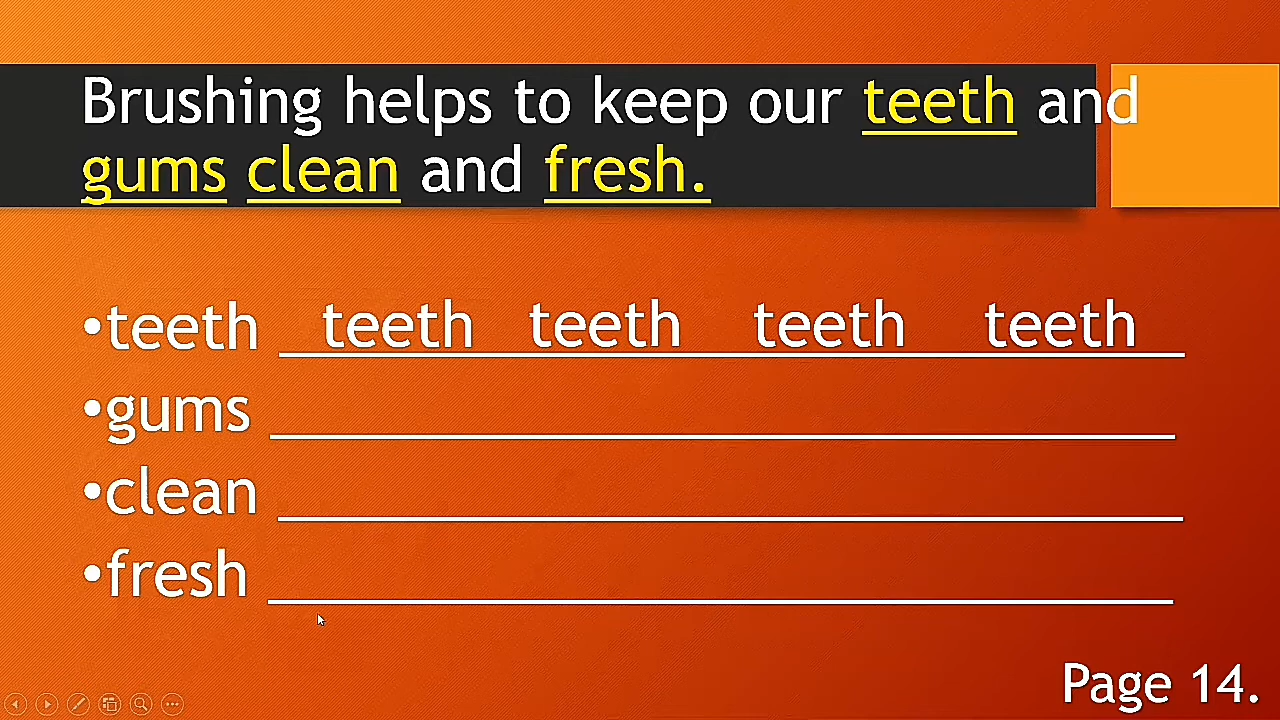 Brushing helps to keep our teeth and
gums clean and fresh.
•teeth teeth teeth teeth teeth
•gums
•clean
•fresh
Page 14.